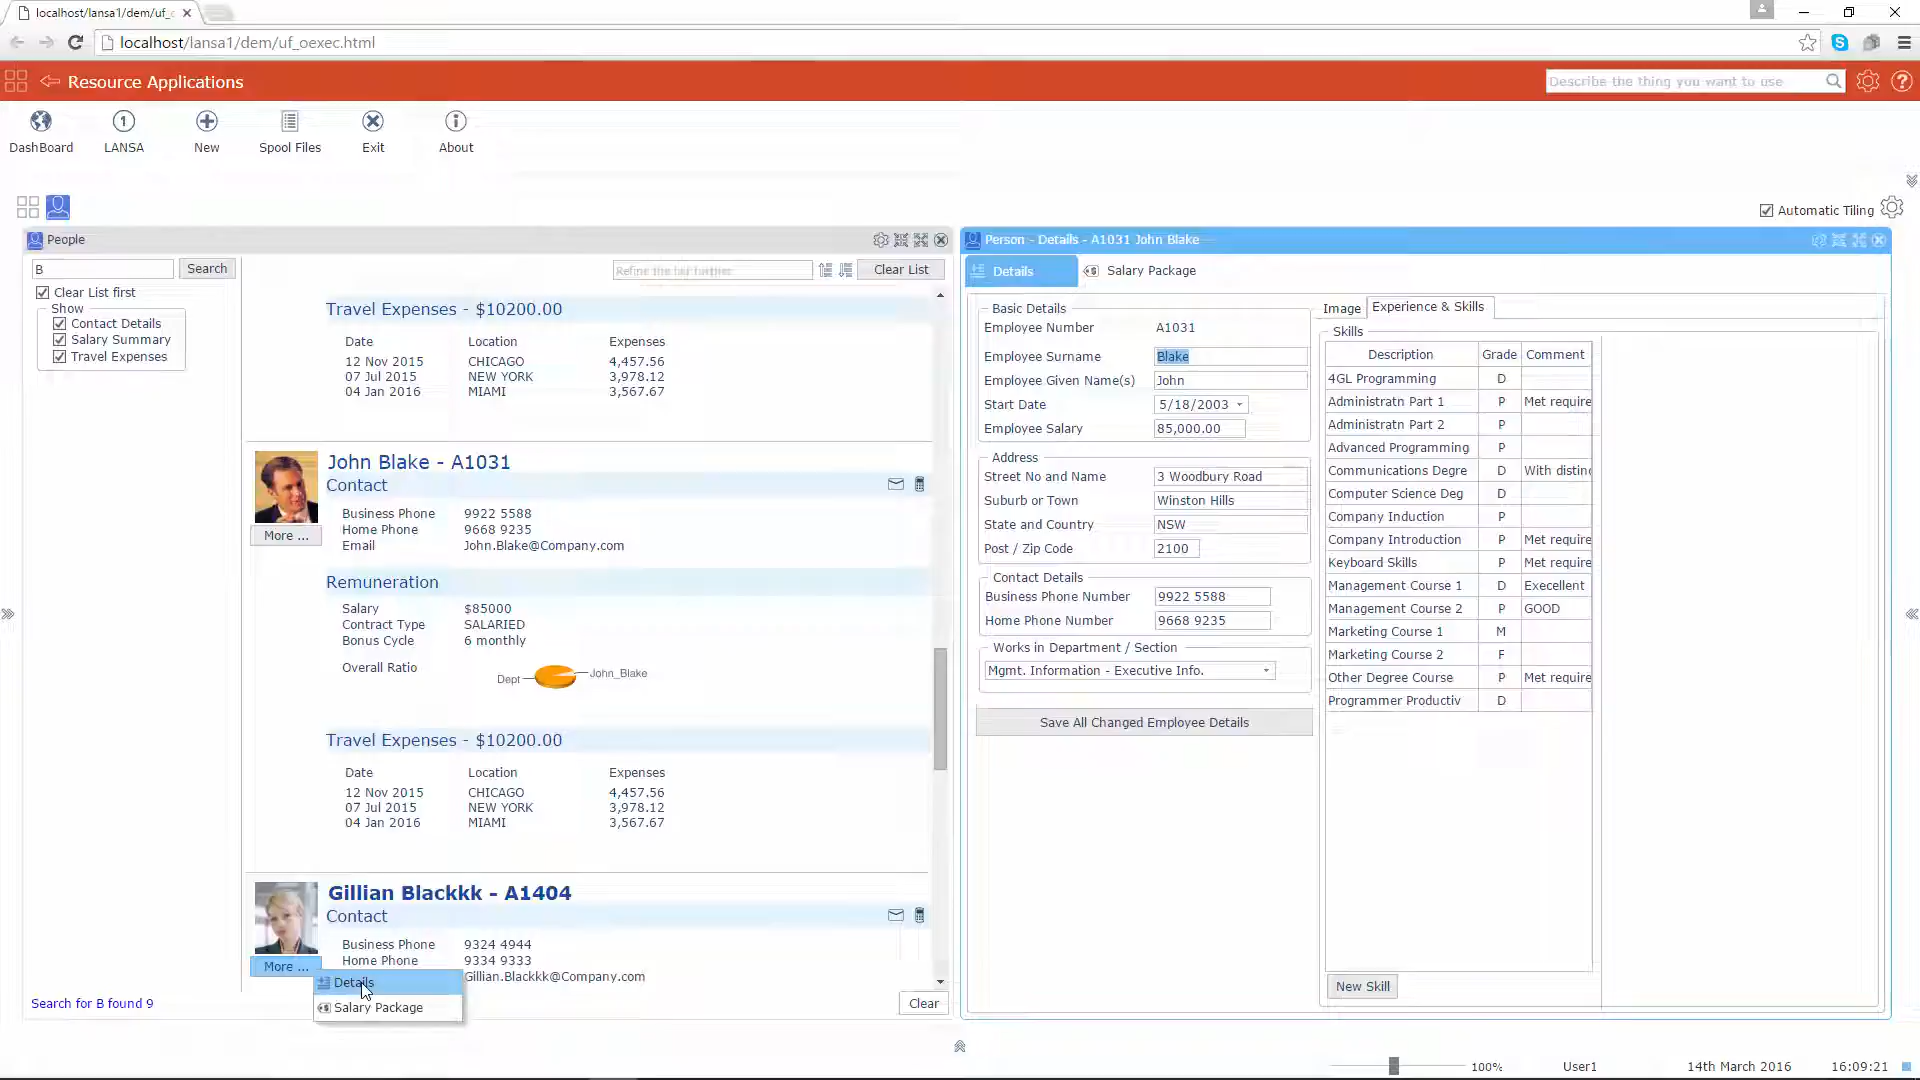 localhost/lansa1/dem/uf_c
localhost/lansa1/dem/uf_oexec.html
Resource Applications
Describe the thing you want to use
DashBoard
LANSA
New
Spool Files
Exit
About
Automatic Tiling
People
B
Search
Clear List first
Show
Contact Details
Salary Summary
Travel Expenses
Search for B found 9
Refine the list further
Clear List
Travel Expenses - $10200.00
Date Location Expenses
12 Nov 2015 CHICAGO 4,457.56
07 Jul 2015 NEW YORK 3,978.12
04 Jan 2016 MIAMI 3,567.67
John Blake - A1031
Contact
More ...
Business Phone 9922 5588
Home Phone 9668 9235
Email John.Blake@Company.com
Remuneration
Salary $85000
Contract Type SALARIED
Bonus Cycle 6 monthly
Overall Ratio
Dept
John_Blake
Travel Expenses - $10200.00
Date Location Expenses
12 Nov 2015 CHICAGO 4,457.56
07 Jul 2015 NEW YORK 3,978.12
04 Jan 2016 MIAMI 3,567.67
Gillian Blackkk - A1404
Contact
Business Phone 9324 4944
Home Phone 9334 9333
More ...
Gillian.Blackkk@Company.com
Details
Salary Package
Clear
Person - Details - A1031 John Blake
Details
Salary Package
Basic Details
Employee Number A1031
Employee Surname Blake
Employee Given Name(s) John
Start Date 5/18/2003
Employee Salary 85,000.00
Address
Street No and Name 3 Woodbury Road
Suburb or Town Winston Hills
State and Country NSW
Post / Zip Code 2100
Contact Details
Business Phone Number 9922 5588
Home Phone Number 9668 9235
Works in Department / Section
Mgmt. Information - Executive Info.
Save All Changed Employee Details
Image
Experience & Skills
Skills
Description Grade Comment
4GL Programming D
Administratn Part 1 P Met require
Administratn Part 2 P
Advanced Programming P
Communications Degre D With distinc
Computer Science Deg D
Company Induction P
Company Introduction P Met require
Keyboard Skills P Met require
Management Course 1 D Execellent
Management Course 2 P GOOD
Marketing Course 1 M
Marketing Course 2 F
Other Degree Course P Met require
Programmer Productiv D
New Skill
100%
User1
14th March 2016
16:09:21